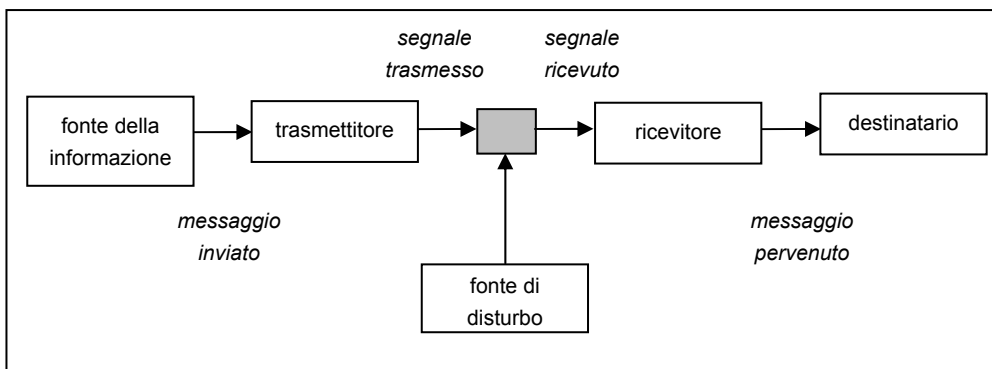 segnale
trasmesso
segnale
ricevuto
fonte della
informazione
trasmettitore
ricevitore
destinatario
messaggio
inviato
messaggio
pervenuto
fonte di
disturbo